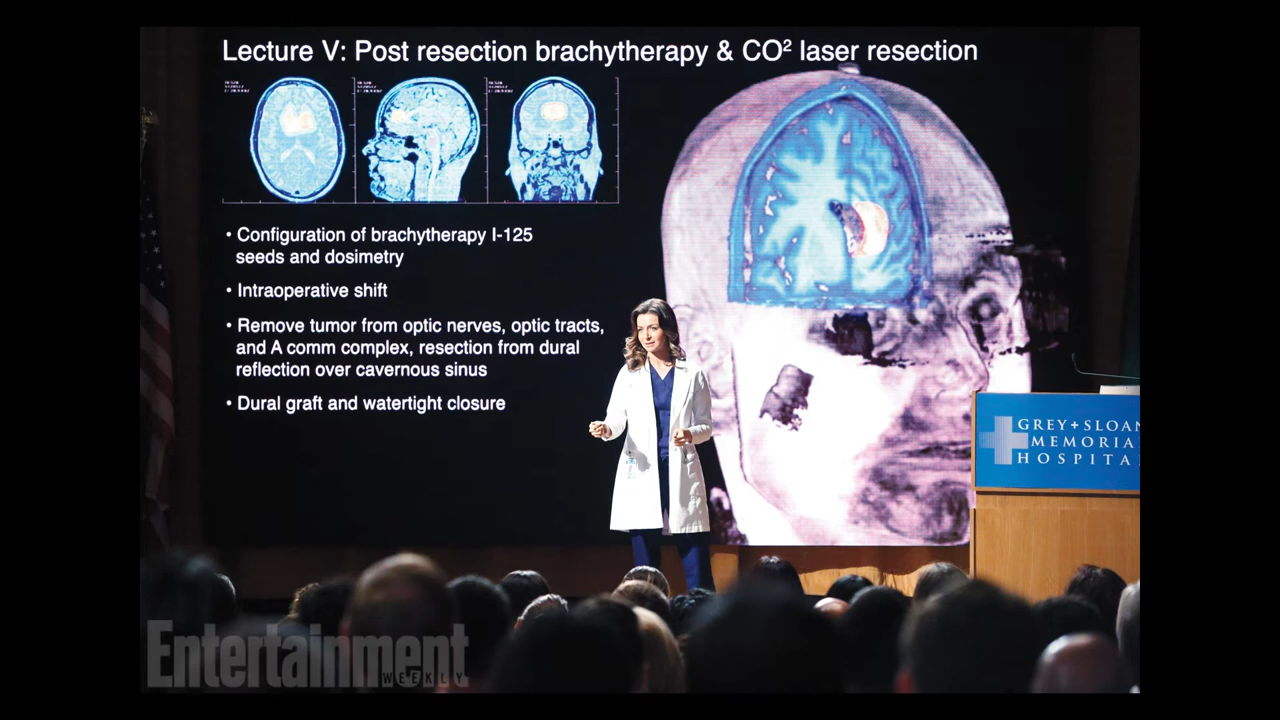 Lecture V: Post resection brachytherapy & CO² laser resection
• Configuration of brachytherapy I-125
seeds and dosimetry
• Intraoperative shift
• Remove tumor from optic nerves, optic tracts,
and A comm complex, resection from dural
reflection over cavernous sinus
• Dural graft and watertight closure
GREY+SLOAN
MEMORIA
HOSPITA
Entertainment
WEEKLY